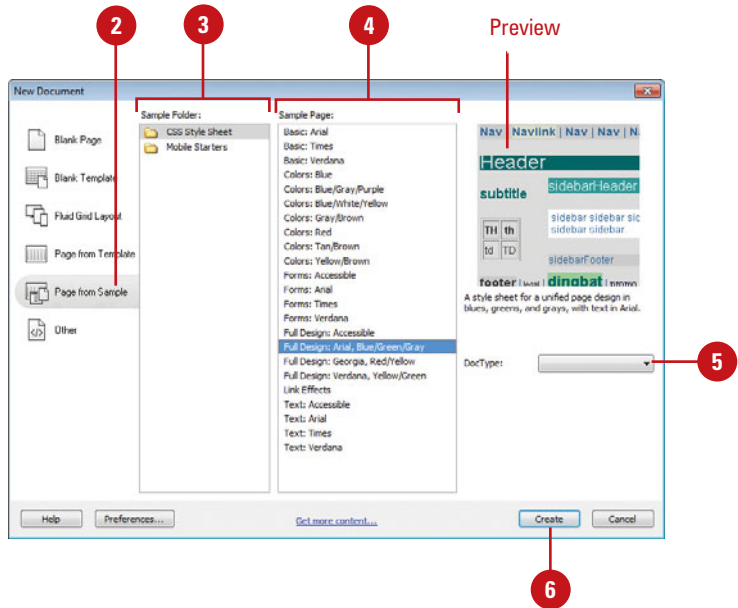 2
3
4
Preview
New Document
Blank Page
Blank Template
Fluid Grid Layout
Page from Template
Page from Sample
Other
Sample Folder:
CSS Style Sheet
Mobile Starters
Sample Page:
Basic: Arial
Basic: Times
Basic: Verdana
Colors: Blue
Colors: Blue/Gray/Purple
Colors: Blue/White/Yellow
Colors: Gray/Brown
Colors: Red
Colors: Tan/Brown
Colors: Yellow/Brown
Forms: Accessible
Forms: Arial
Forms: Times
Forms: Verdana
Full Design: Accessible
Full Design: Arial, Blue/Green/Gray
Full Design: Georgia, Red/Yellow
Full Design: Verdana, Yellow/Green
Link Effects
Text: Accessible
Text: Arial
Text: Times
Text: Verdana
Nav | Navlink | Nav | Nav | N
Header
subtitle
sidebarHeader
sidebar sidebar sid
sidebar sidebar
TH th
td TD
sidebarFooter
footer | legal | dingbat | promo
A style sheet for a unified page design in
blues, greens, and grays, with text in Arial.
DocType:
5
Help
Preferences...
Get more content...
Create
Cancel
6